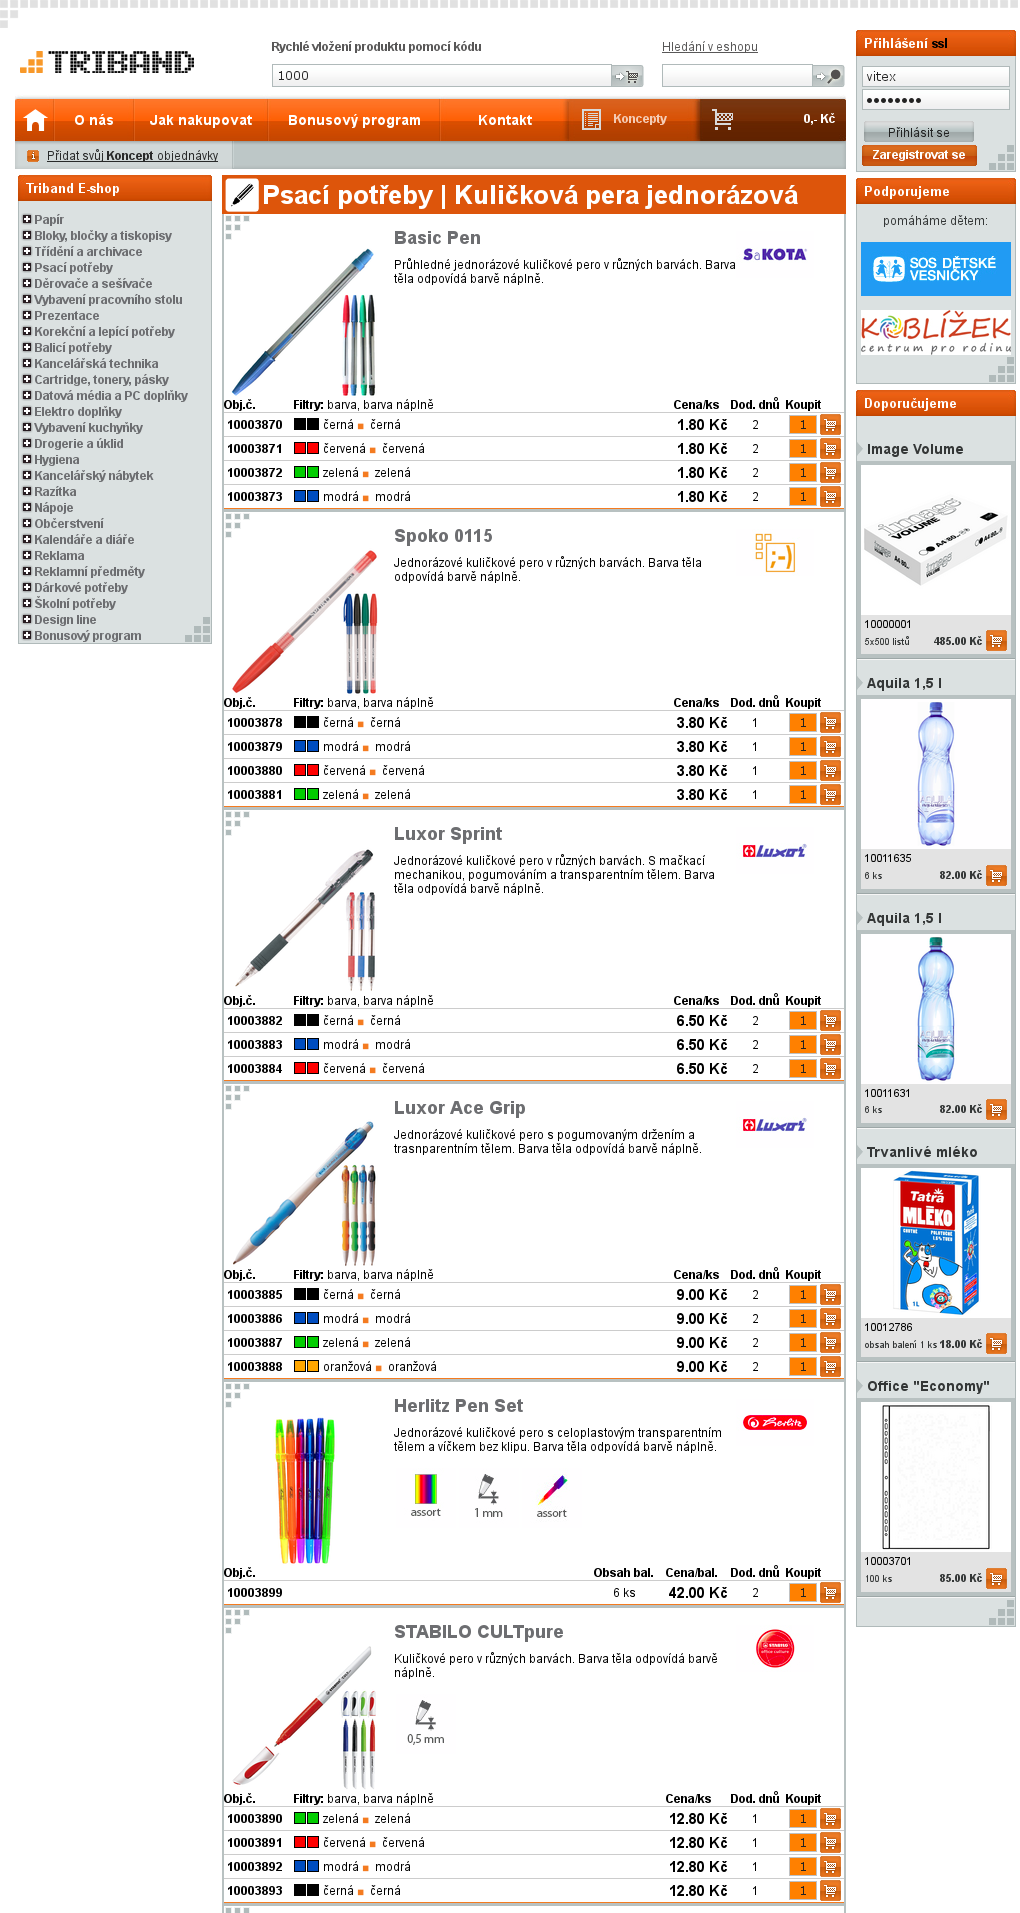 Rychlé vložení produktu pomocí kódu
Hledání v eshopu
TRIBAND
1000
O nás
Jak nakupovat
Bonusový program
Kontakt
Koncepty
0,- Kč
Přidat svůj Koncept objednávky
Přihlášení ssl
vitex
••••••••
Přihlásit se
Zaregistrovat se
Triband E-shop
Papír
Bloky, bločky a tiskopisy
Třídění a archivace
Psací potřeby
Děrovače a sešívače
Vybavení pracovního stolu
Prezentace
Korekční a lepící potřeby
Balicí potřeby
Kancelářská technika
Cartridge, tonery, pásky
Datová média a PC doplňky
Elektro doplňky
Vybavení kuchyňky
Drogerie a úklid
Hygiena
Kancelářský nábytek
Razítka
Nápoje
Občerstvení
Kalendáře a diáře
Reklama
Reklamní předměty
Dárkové potřeby
Školní potřeby
Design line
Bonusový program
Psací potřeby | Kuličková pera jednorázová
Basic Pen
SaKOTA
Průhledné jednorázové kuličkové pero v různých barvách. Barva
těla odpovídá barvě náplně.
Obj.č. Filtry: barva, barva náplně Cena/ks Dod. dnů Koupit
10003870 černá černá 1.80 Kč 2 1
10003871 červená červená 1.80 Kč 2 1
10003872 zelená zelená 1.80 Kč 2 1
10003873 modrá modrá 1.80 Kč 2 1
Spoko 0115
;-)
Jednorázové kuličkové pero v různých barvách. Barva těla
odpovídá barvě náplně.
Obj.č. Filtry: barva, barva náplně Cena/ks Dod. dnů Koupit
10003878 černá černá 3.80 Kč 1 1
10003879 modrá modrá 3.80 Kč 1 1
10003880 červená červená 3.80 Kč 1 1
10003881 zelená zelená 3.80 Kč 1 1
Luxor Sprint
Luxor
Jednorázové kuličkové pero v různých barvách. S mačkací
mechanikou, pogumováním a transparentním tělem. Barva
těla odpovídá barvě náplně.
Obj.č. Filtry: barva, barva náplně Cena/ks Dod. dnů Koupit
10003882 černá černá 6.50 Kč 2 1
10003883 modrá modrá 6.50 Kč 2 1
10003884 červená červená 6.50 Kč 2 1
Luxor Ace Grip
Luxor
Jednorázové kuličkové pero s pogumovaným držením a
trasnparentním tělem. Barva těla odpovídá barvě náplně.
Obj.č. Filtry: barva, barva náplně Cena/ks Dod. dnů Koupit
10003885 černá černá 9.00 Kč 2 1
10003886 modrá modrá 9.00 Kč 2 1
10003887 zelená zelená 9.00 Kč 2 1
10003888 oranžová oranžová 9.00 Kč 2 1
Herlitz Pen Set
Herlitz
Jednorázové kuličkové pero s celoplastovým transparentním
tělem a víčkem bez klipu. Barva těla odpovídá barvě náplně.
assort 1 mm assort
Obj.č. Obsah bal. Cena/bal. Dod. dnů Koupit
10003899 6 ks 42.00 Kč 2 1
STABILO CULTpure
STABILO
Kuličkové pero v různých barvách. Barva těla odpovídá barvě
náplně.
0,5 mm
Obj.č. Filtry: barva, barva náplně Cena/ks Dod. dnů Koupit
10003890 zelená zelená 12.80 Kč 1 1
10003891 červená červená 12.80 Kč 1 1
10003892 modrá modrá 12.80 Kč 1 1
10003893 černá černá 12.80 Kč 1 1
Podporujeme
pomáháme dětem:
SOS DĚTSKÉ
VESNIČKY
KOBLÍŽEK
centrum pro rodinu
Doporučujeme
Image Volume
image
VOLUME
A4 80
10000001
5x500 listů 485.00 Kč
Aquila 1,5 l
10011635
6 ks 82.00 Kč
Aquila 1,5 l
10011631
6 ks 82.00 Kč
Trvanlivé mléko
Tatra
MLÉKO
1L
10012786
obsah balení 1 ks 18.00 Kč
Office "Economy"
10003701
100 ks 85.00 Kč